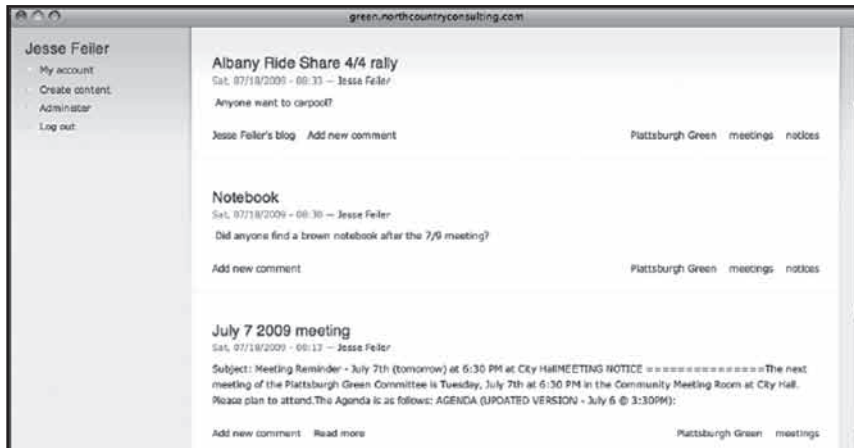 green.northcountryconsulting.com
Jesse Feiler
My account
Create content
Administer
Log out
Albany Ride Share 4/4 rally
Sat, 07/18/2009 - 08:33 — Jesse Feiler
Anyone want to carpool?
Jesse Feiler's blog Add new comment Plattsburgh Green meetings notices
Notebook
Sat, 07/18/2009 - 08:30 — Jesse Feiler
Did anyone find a brown notebook after the 7/9 meeting?
Add new comment Plattsburgh Green meetings notices
July 7 2009 meeting
Sat, 07/18/2009 - 08:13 — Jesse Feiler
Subject: Meeting Reminder - July 7th (tomorrow) at 6:30 PM at City HallMEETING NOTICE ===============The next
meeting of the Plattsburgh Green Committee is Tuesday, July 7th at 6:30 PM in the Community Meeting Room at City Hall.
Please plan to attend.The Agenda is as follows: AGENDA (UPDATED VERSION - July 6 @ 3:30PM):
Add new comment Read more Plattsburgh Green meetings